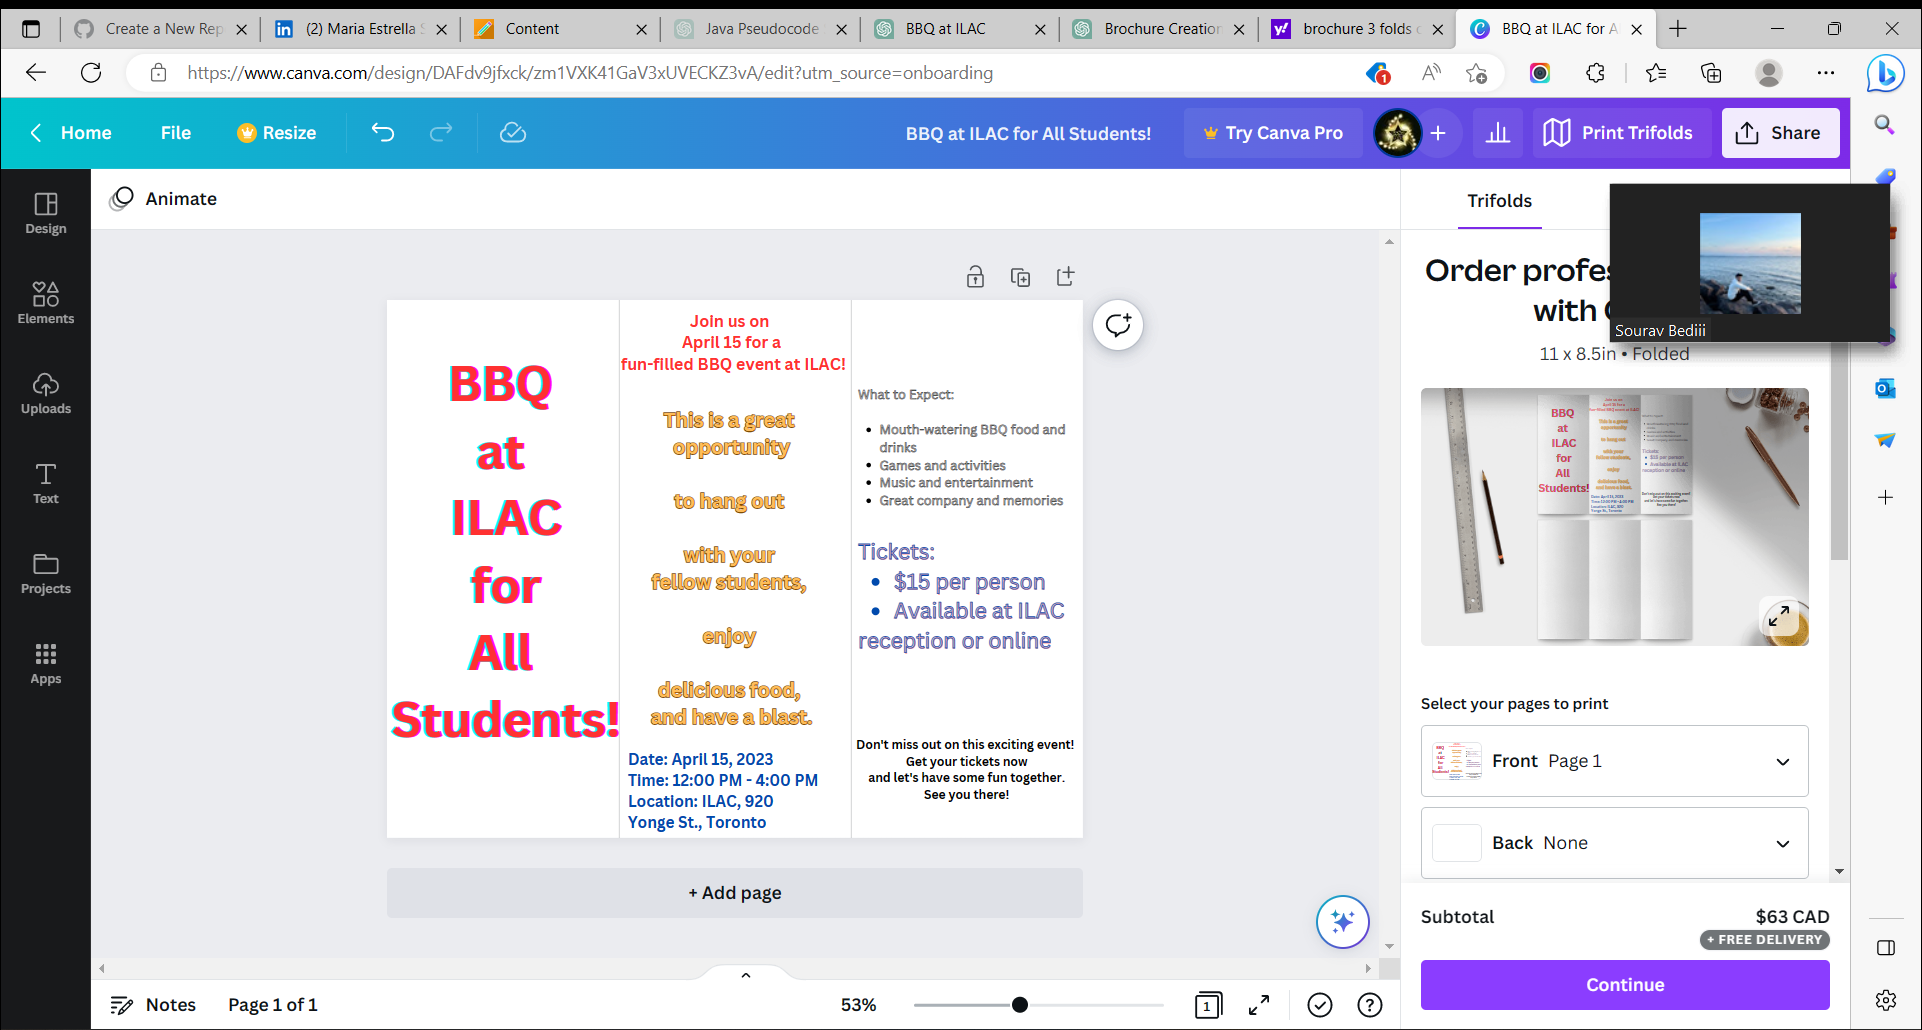 Create a New Rep
(2) Maria Estrella S
Content
Java Pseudocode
BBQ at ILAC
Brochure Creation
brochure 3 folds c
BBQ at ILAC for A
https://www.canva.com/design/DAFdv9jfxck/zm1VXK41GaV3xUVECKZ3vA/edit?utm_source=onboarding
1
Home
File
Resize
BBQ at ILAC for All Students!
Try Canva Pro
Print Trifolds
Share
Design
Elements
Uploads
Text
Projects
Apps
Animate
BBQ
at
ILAC
for
All
Students!
Join us on
April 15 for a
fun-filled BBQ event at ILAC!
This is a great
opportunity
to hang out
with your
fellow students,
enjoy
delicious food,
and have a blast.
Date: April 15, 2023
Time: 12:00 PM - 4:00 PM
Location: ILAC, 920
Yonge St., Toronto
What to Expect:
• Mouth-watering BBQ food and
drinks
• Games and activities
• Music and entertainment
• Great company and memories
Tickets:
• $15 per person
• Available at ILAC
reception or online
Don't miss out on this exciting event!
Get your tickets now
and let's have some fun together.
See you there!
+ Add page
Notes
Page 1 of 1
53%
1
Trifolds
Order profes
with C
Sourav Bediii
11 x 8.5in • Folded
BBQ
at
ILAC
for
All
Students!
Select your pages to print
Front Page 1
Back None
Subtotal
$63 CAD
+ FREE DELIVERY
Continue